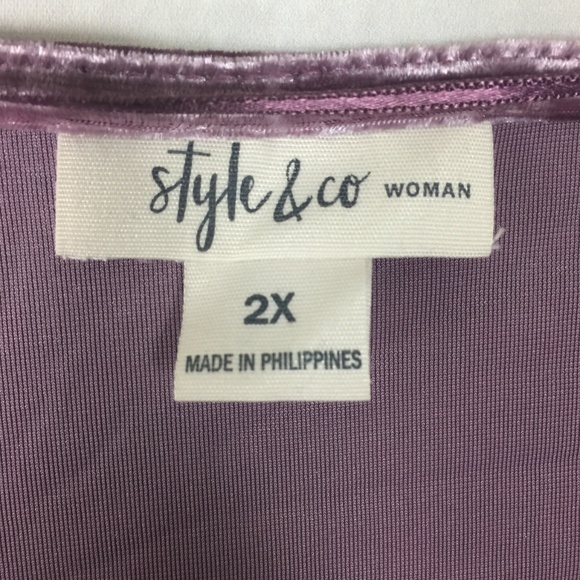 style & co WOMAN
2X
MADE IN PHILIPPINES